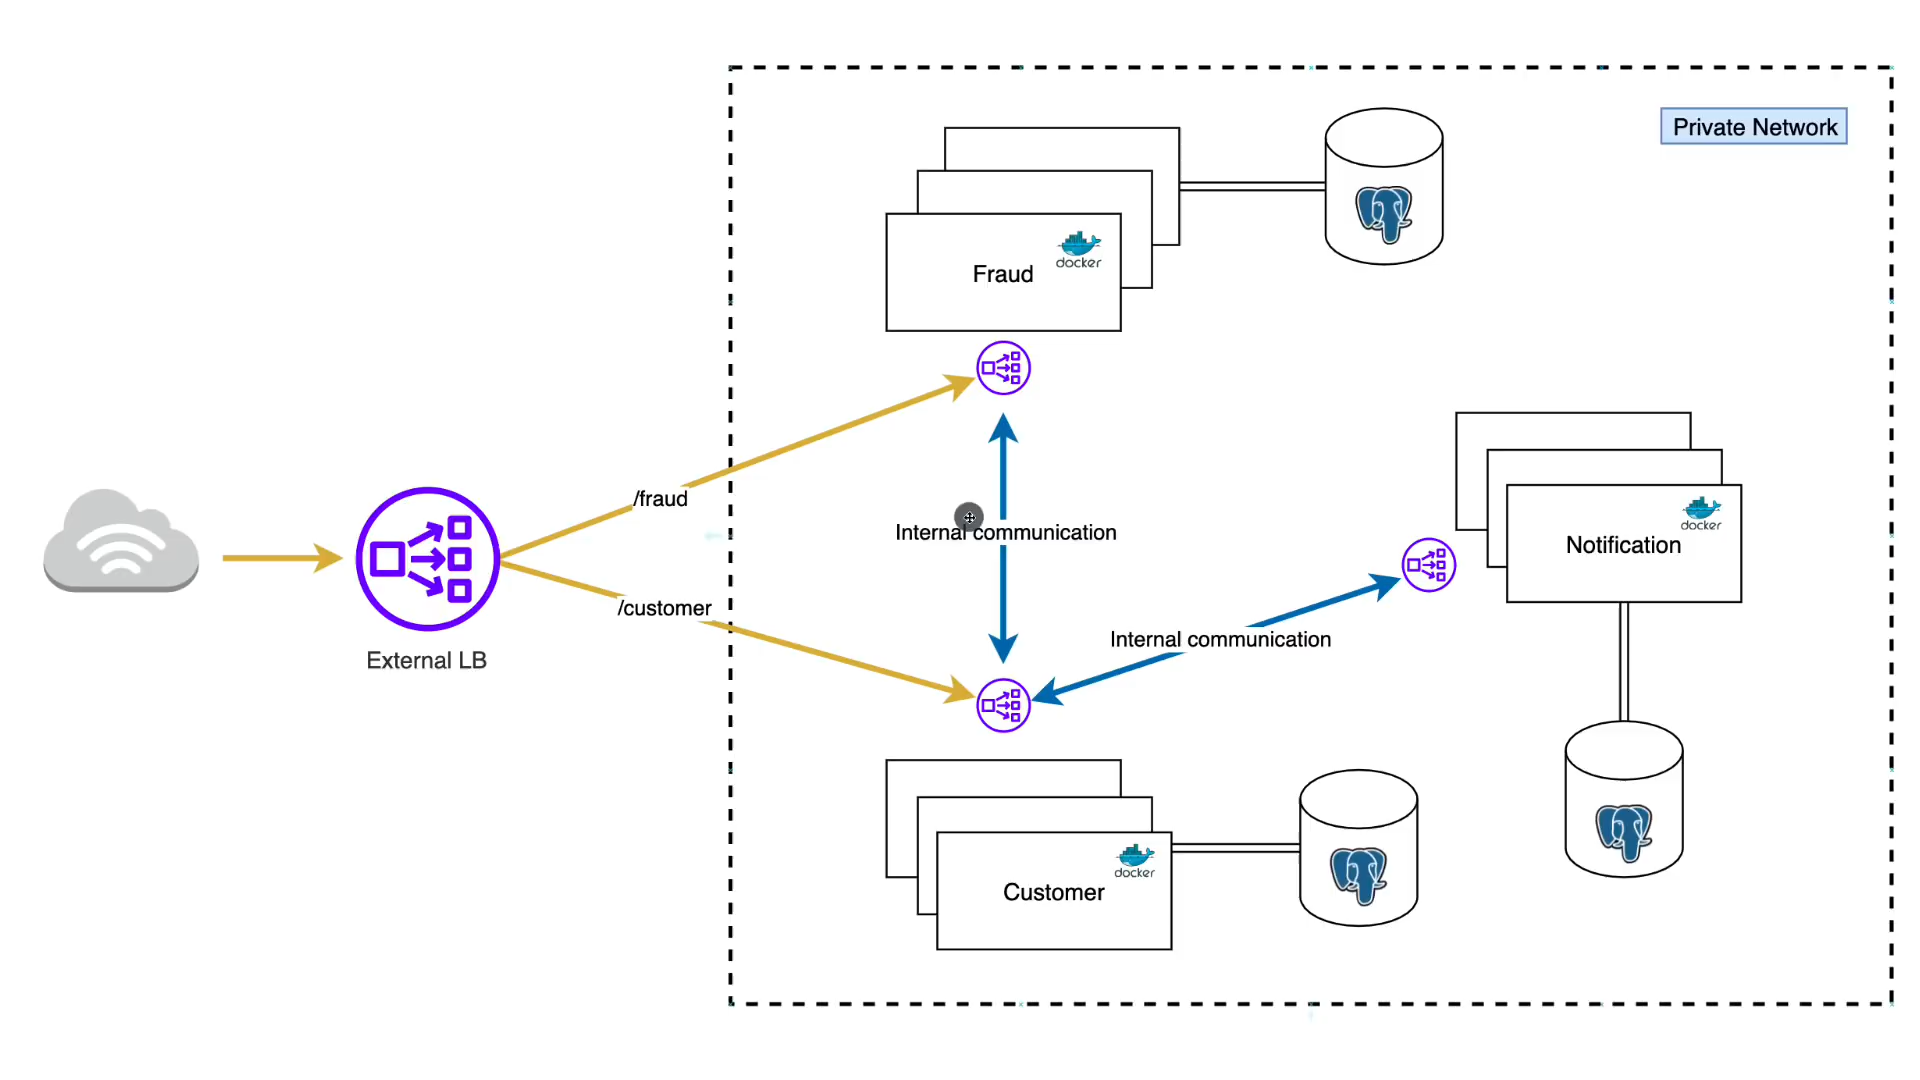 Private Network
docker
Fraud
/fraud
Internal communication
docker
Notification
/customer
Internal communication
External LB
docker
Customer